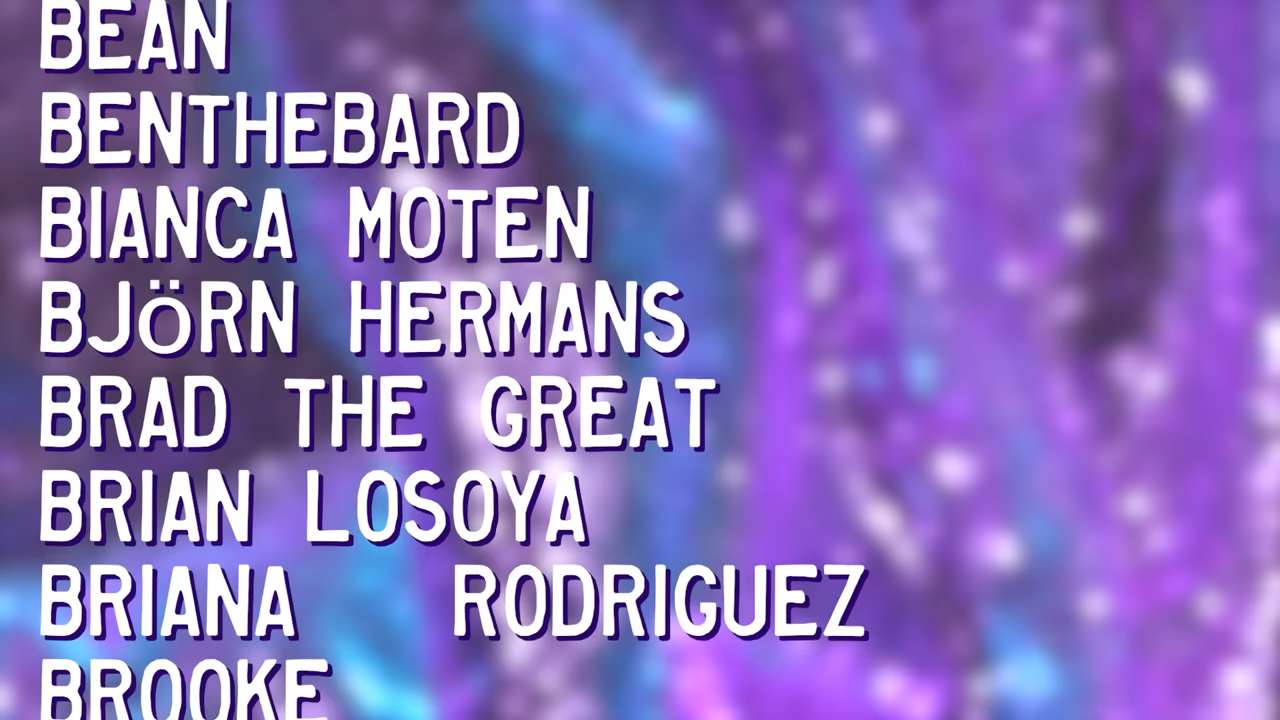 BEAN
BENTHEBARD
BIANCA MOTEN
BJÖRN HERMANS
BRAD THE GREAT
BRIAN LOSOYA
BRIANA RODRIGUEZ
BROOKE